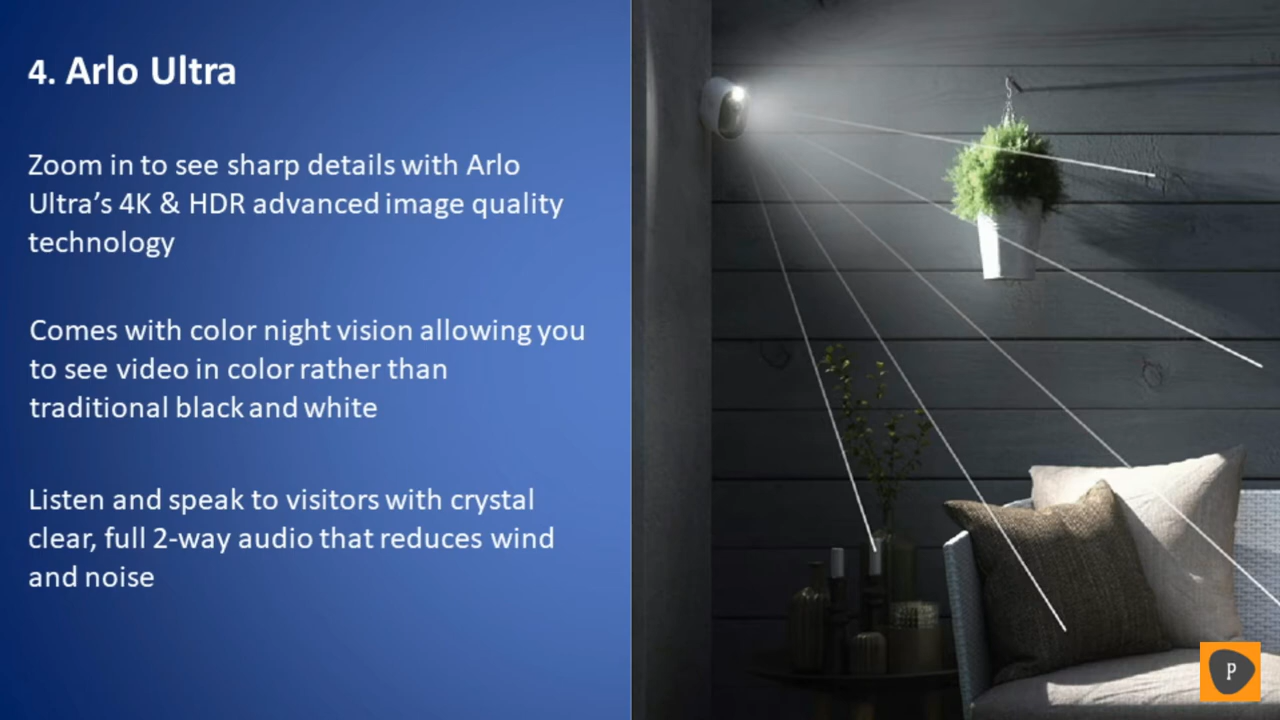 4. Arlo Ultra
Zoom in to see sharp details with Arlo
Ultra’s 4K & HDR advanced image quality
technology
Comes with color night vision allowing you
to see video in color rather than
traditional black and white
Listen and speak to visitors with crystal
clear, full 2-way audio that reduces wind
and noise
P